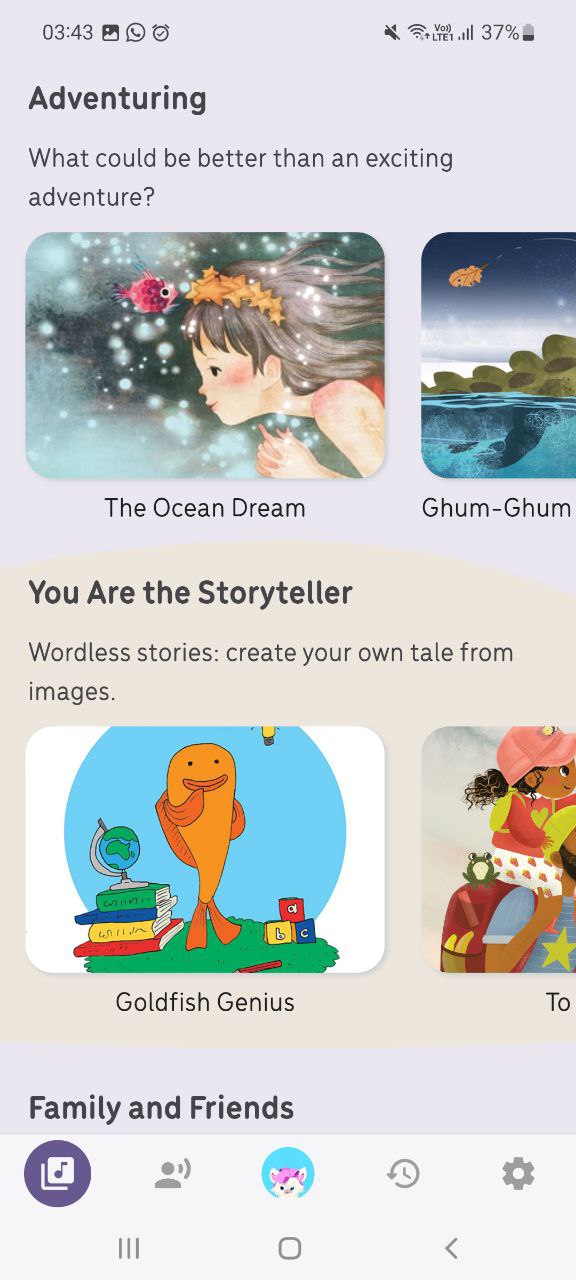 03:43
Vo))
LTE1
37%
Adventuring
What could be better than an exciting
adventure?
The Ocean Dream
Ghum-Ghum
You Are the Storyteller
Wordless stories: create your own tale from
images.
a
b c
Goldfish Genius
To
Family and Friends